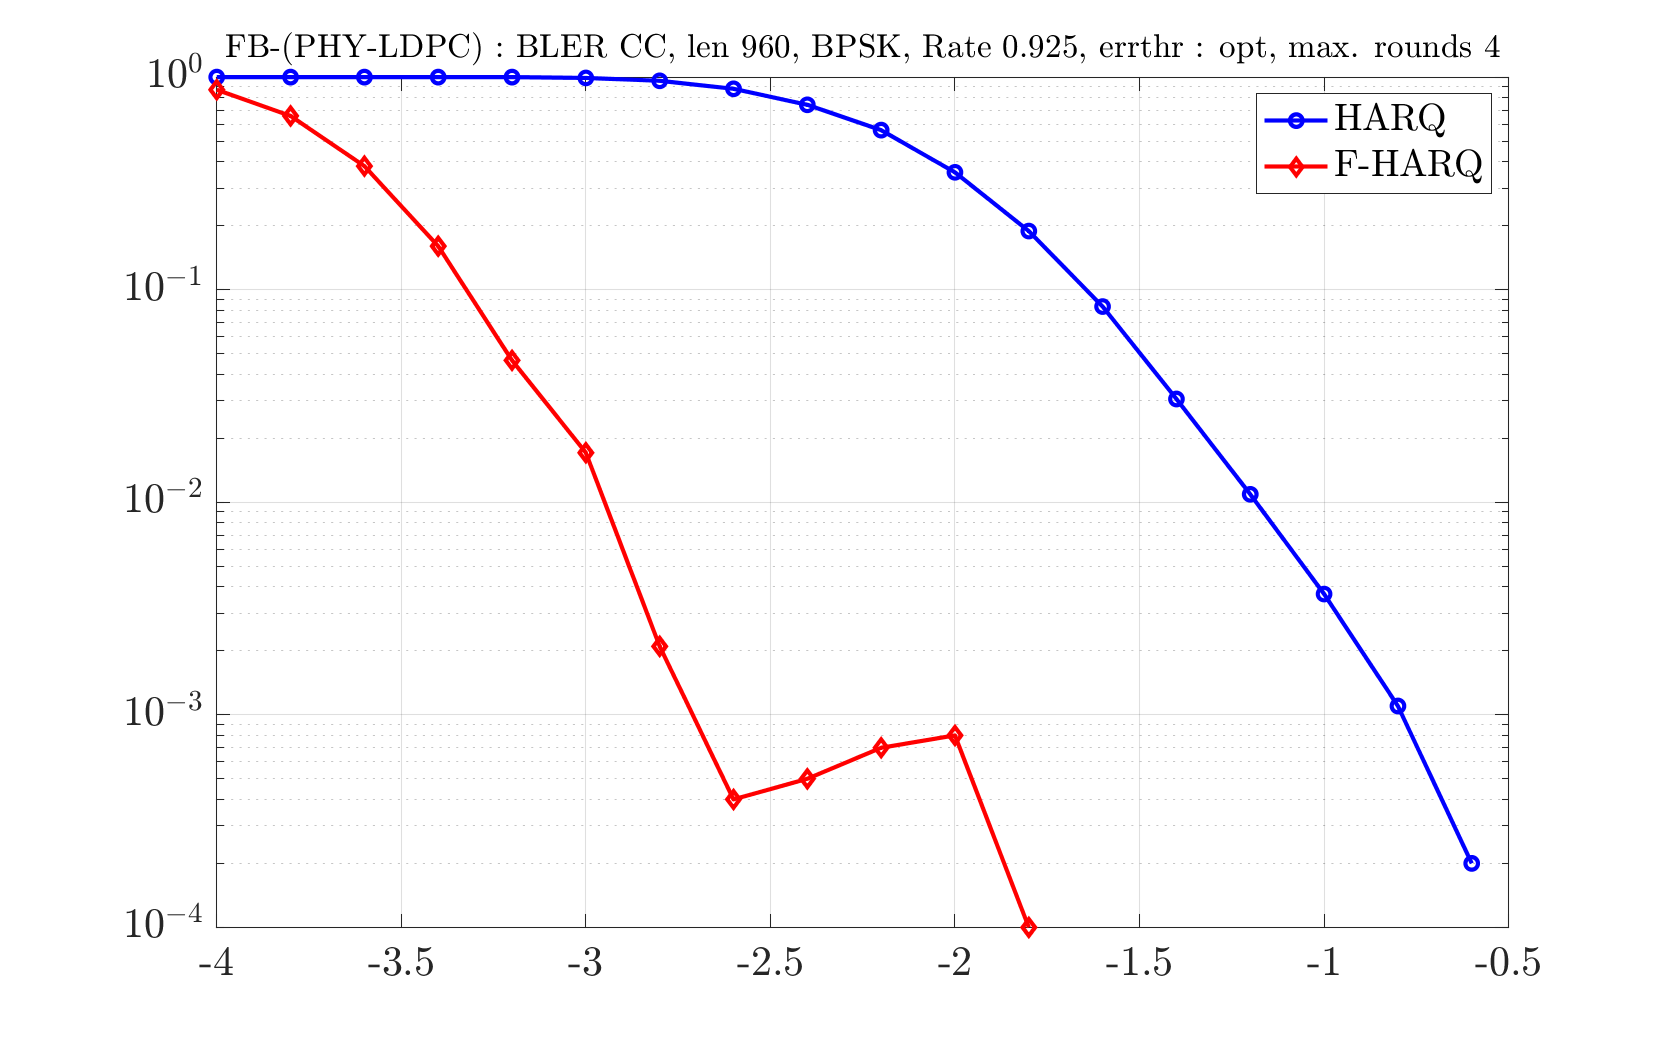 FB-(PHY-LDPC) : BLER CC, len 960, BPSK, Rate 0.925, errthr : opt, max. rounds 4
10^0
10^{-1}
10^{-2}
10^{-3}
10^{-4}
HARQ
F-HARQ
-4 -3.5 -3 -2.5 -2 -1.5 -1 -0.5